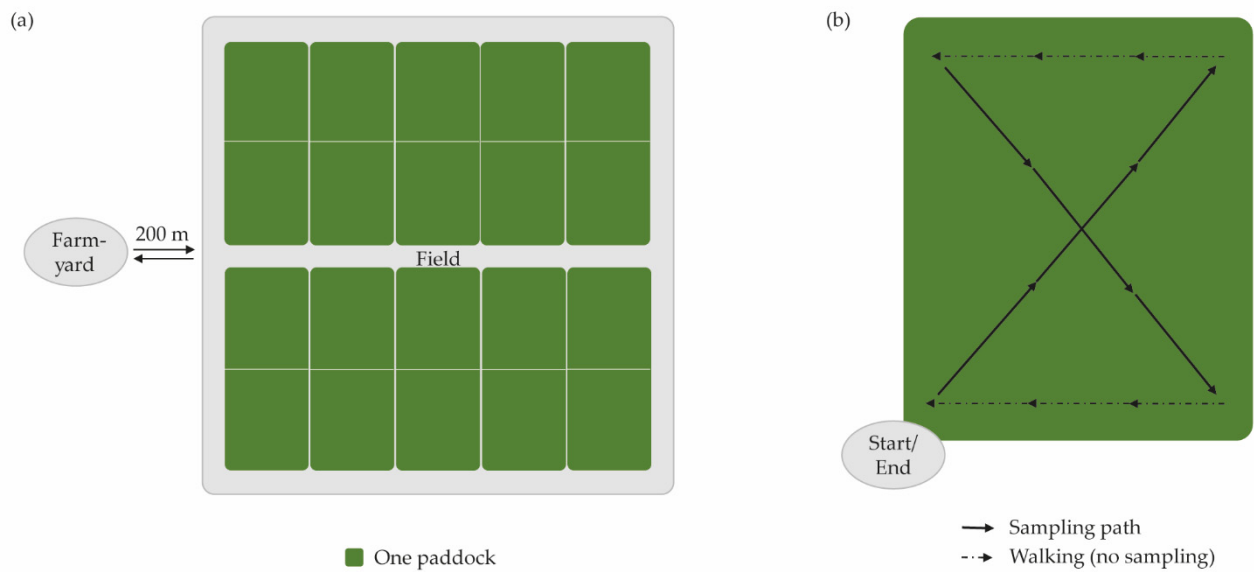 (a)
Farm-
yard
200 m
Field
One paddock
(b)
Start/
End
Sampling path
Walking (no sampling)